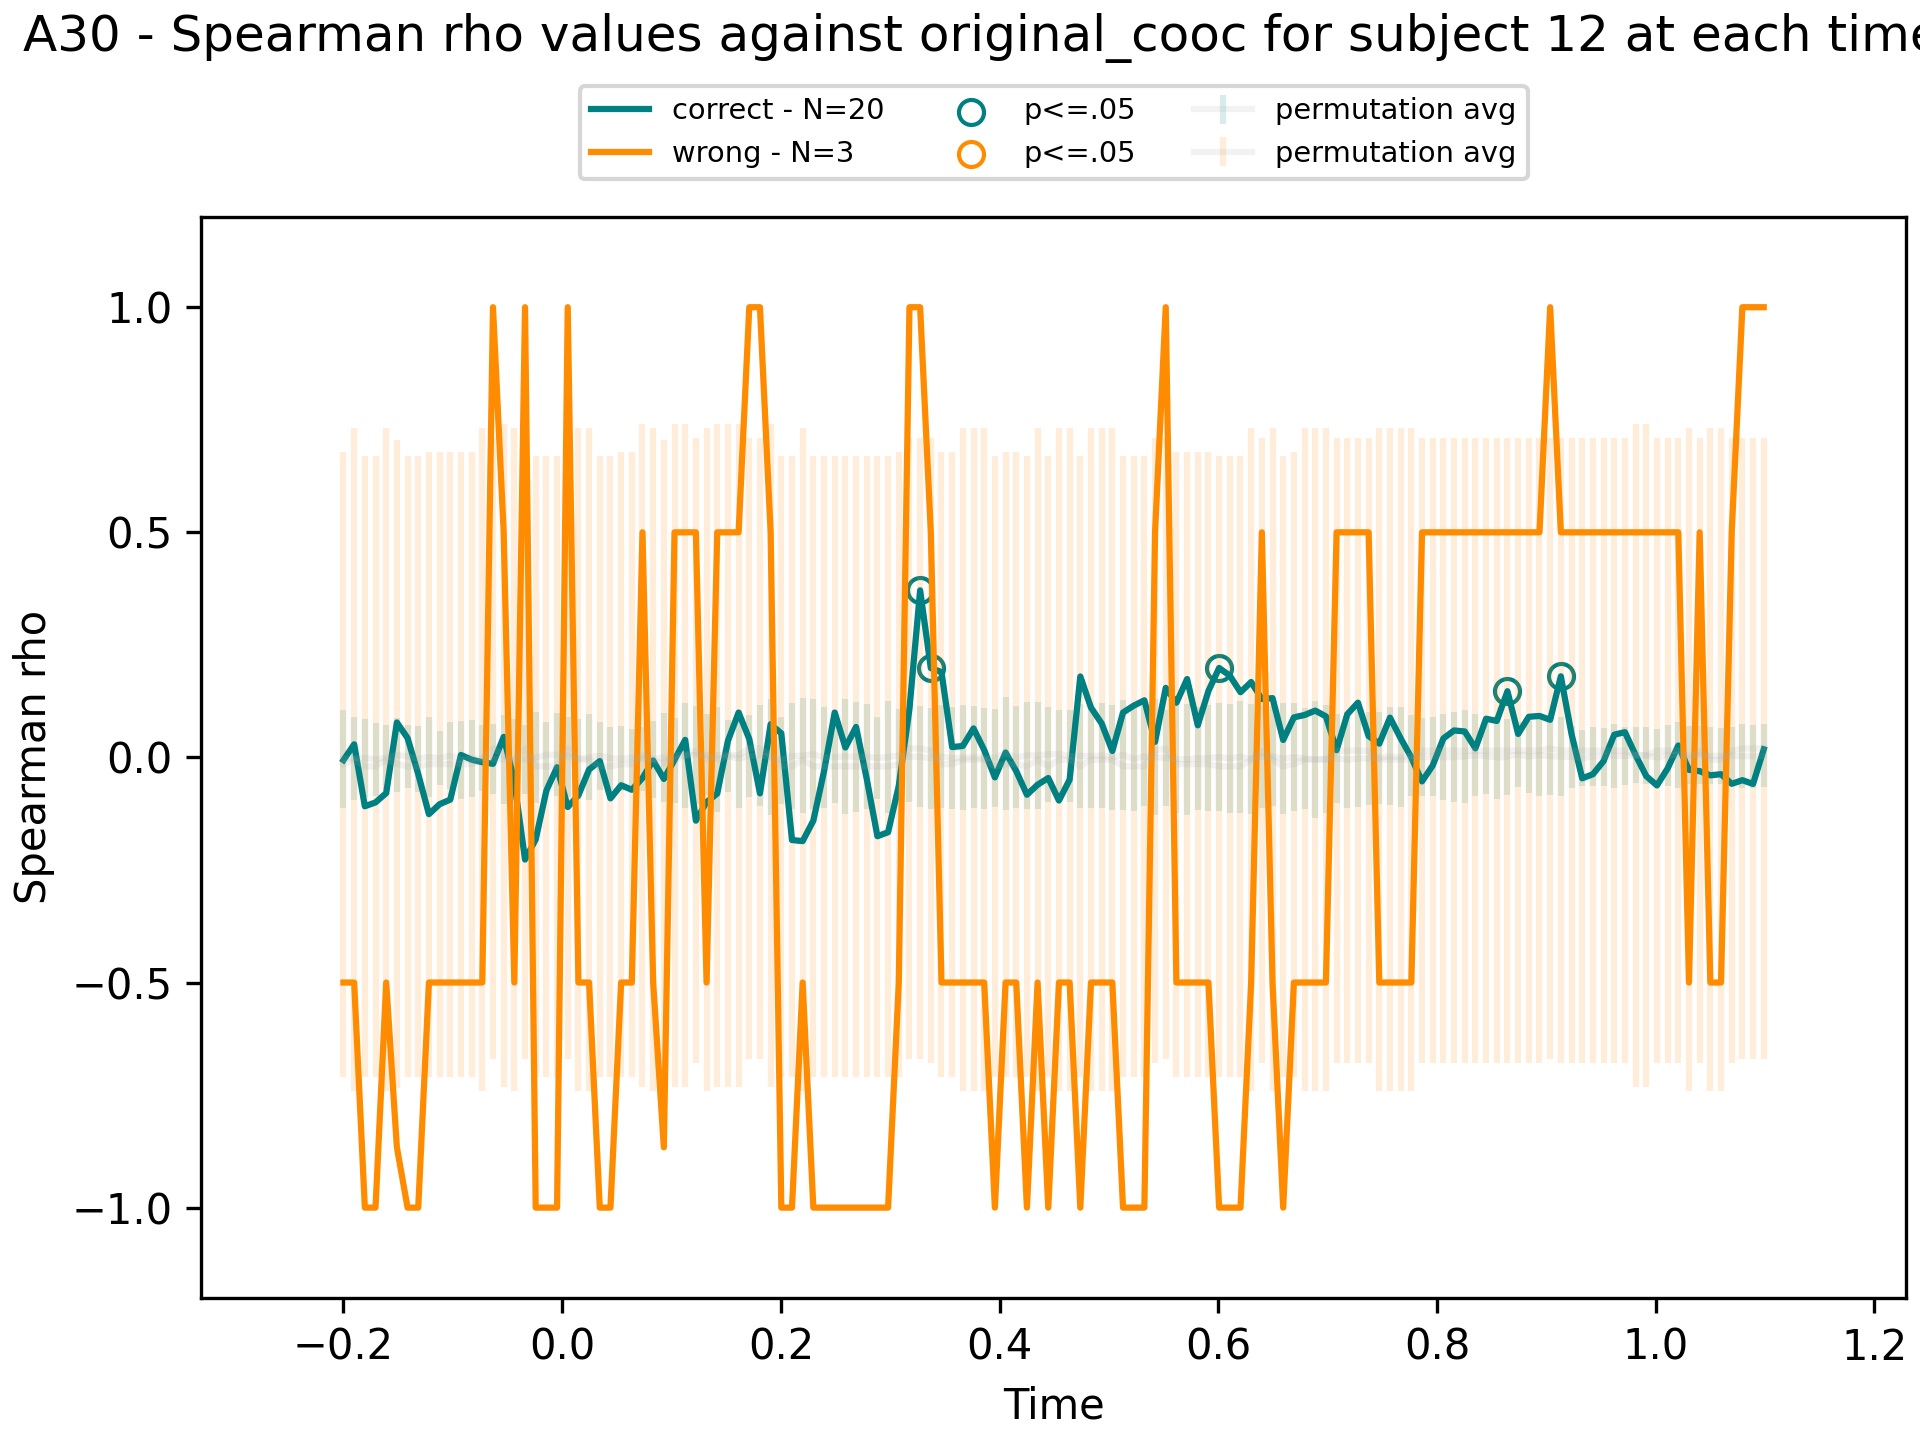 A30 - Spearman rho values against original_cooc for subject 12 at each time
correct - N=20
wrong - N=3
p<=.05
p<=.05
permutation avg
permutation avg
1.0
0.5
0.0
−0.5
−1.0
Spearman rho
−0.2 0.0 0.2 0.4 0.6 0.8 1.0 1.2
Time